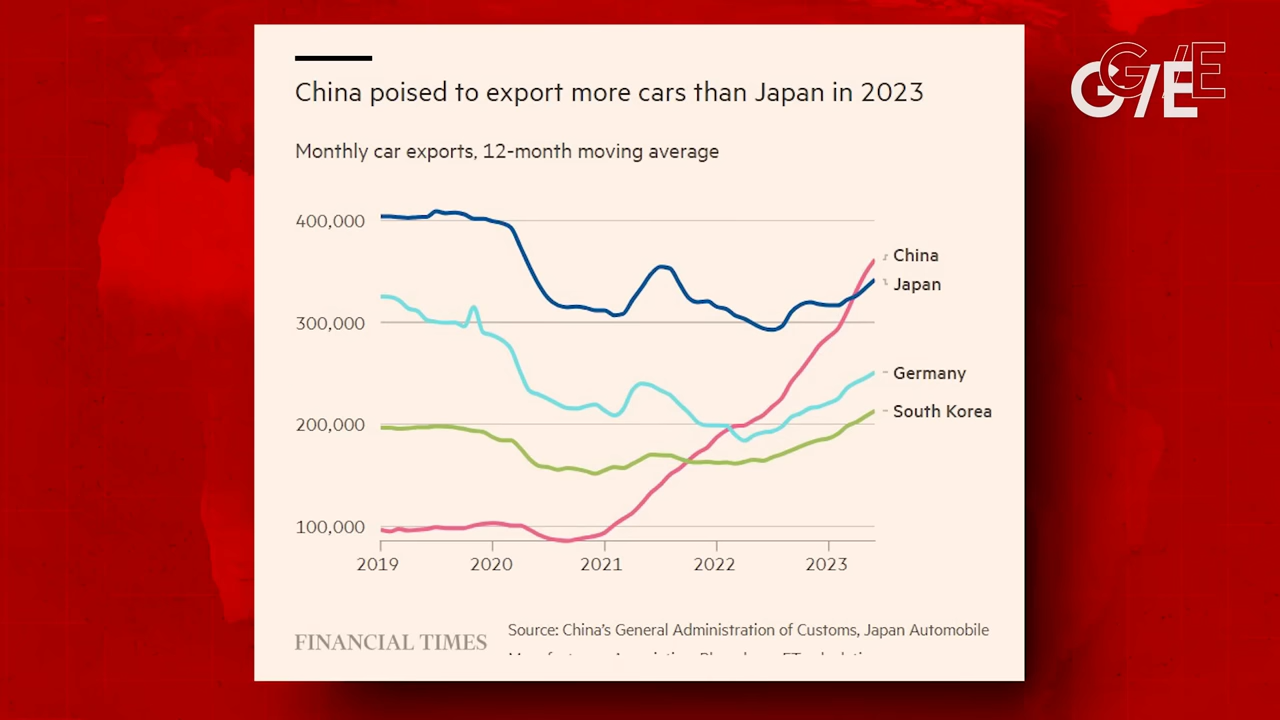 G/E
G/E
China poised to export more cars than Japan in 2023
Monthly car exports, 12-month moving average
400,000
300,000
200,000
100,000
China
Japan
Germany
South Korea
2019 2020 2021 2022 2023
FINANCIAL TIMES
Source: China's General Administration of Customs, Japan Automobile